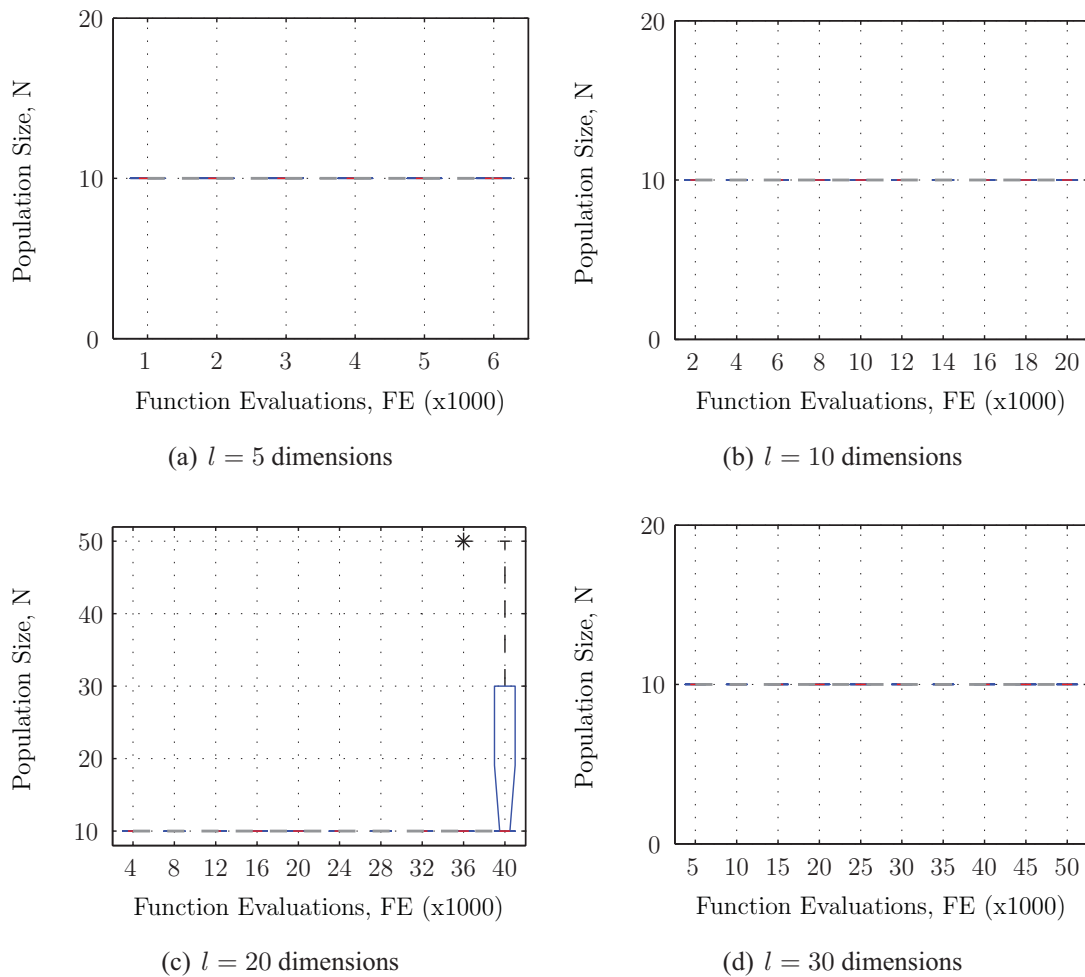 20
10
0
Population Size, N
1 2 3 4 5 6
Function Evaluations, FE (x1000)
(a) l = 5 dimensions
20
10
0
Population Size, N
2 4 6 8 10 12 14 16 18 20
Function Evaluations, FE (x1000)
(b) l = 10 dimensions
50
40
30
20
10
Population Size, N
4 8 12 16 20 24 28 32 36 40
Function Evaluations, FE (x1000)
(c) l = 20 dimensions
20
10
0
Population Size, N
5 10 15 20 25 30 35 40 45 50
Function Evaluations, FE (x1000)
(d) l = 30 dimensions